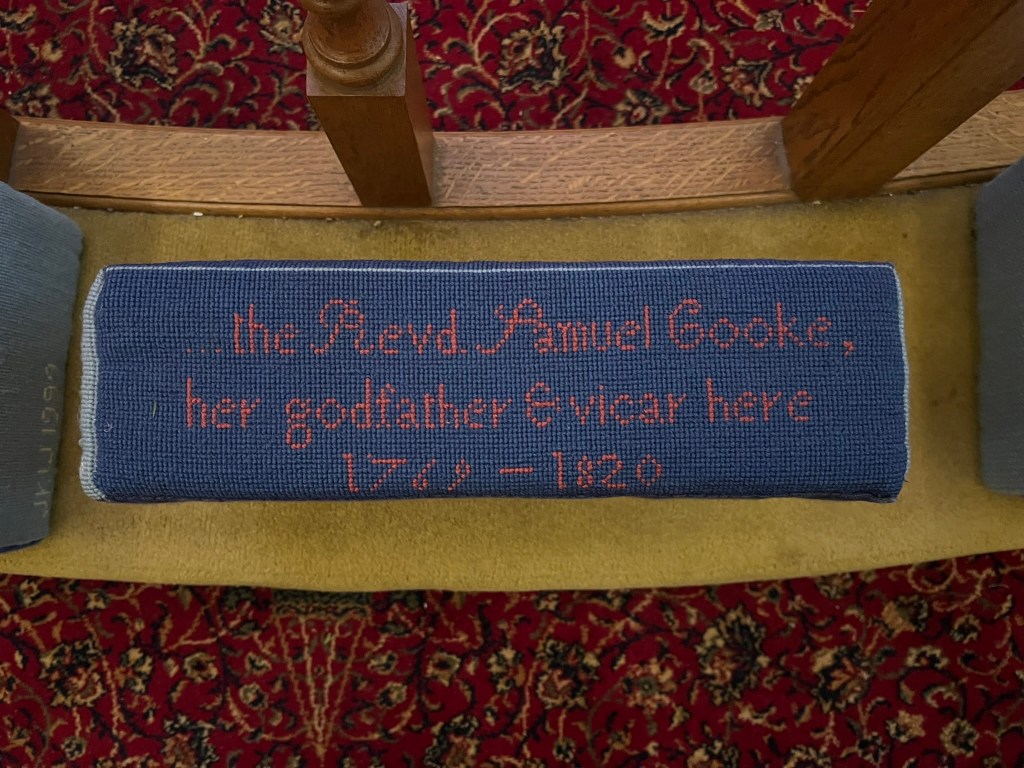 ...the Revd. Samuel Cooke,
her godfather & vicar here
1769 – 1820